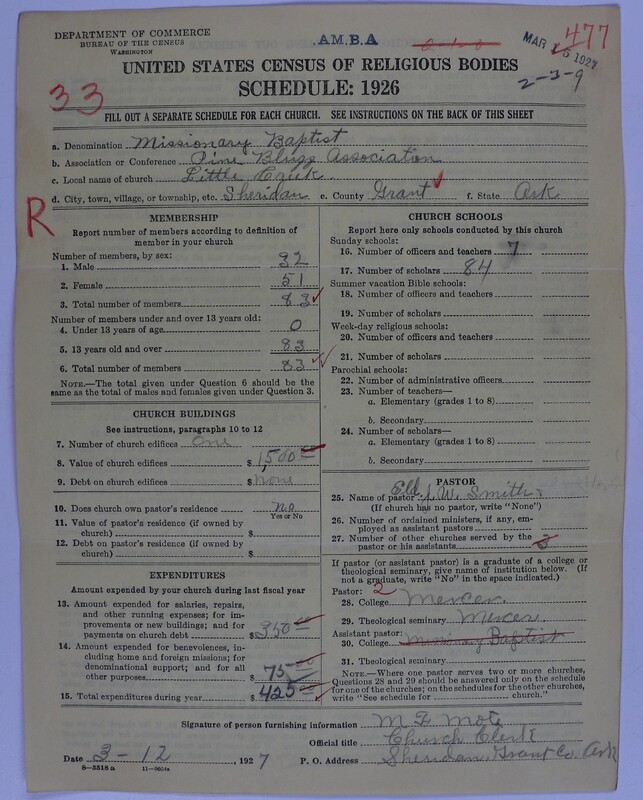 DEPARTMENT OF COMMERCE
BUREAU OF THE CENSUS
WASHINGTON
A.M.B.A
MAR 15 1927
477
2-3-9
33
UNITED STATES CENSUS OF RELIGIOUS BODIES
SCHEDULE: 1926
FILL OUT A SEPARATE SCHEDULE FOR EACH CHURCH. SEE INSTRUCTIONS ON THE BACK OF THIS SHEET
a. Denomination Missionary Baptist
b. Association or Conference Pine Bluff Association
c. Local name of church Little Creek
d. City, town, village, or township, etc. Sheridan e. County Grant f. State Ark
R
MEMBERSHIP
Report number of members according to definition of member in your church
Number of members, by sex:
1. Male 32
2. Female 51
3. Total number of members 83
Number of members under and over 13 years old:
4. Under 13 years of age 0
5. 13 years old and over 83
6. Total number of members 83
NOTE.—The total given under Question 6 should be
same as the total of males and females given under Question 3.
CHURCH BUILDINGS
See instructions, paragraphs 10 to 12
7. Number of church edifices One
8. Value of church edifices $ 1,500 00
9. Debt on church edifices $ None
10. Does church own pastor's residence no
Yes or No
11. Value of pastor's residence (if owned by
church) $
12. Debt on pastor's residence (if owned by
church) $
EXPENDITURES
Amount expended by your church during last fiscal year
13. Amount expended for salaries, repairs,
and other running expenses; for im-
provements or new buildings; and for
payments on church debt $ 350 00
14. Amount expended for benevolences, in-
cluding home and foreign missions; for
denominational support; and for all
other purposes $ 75 00
15. Total expenditures during year $ 425 00
CHURCH SCHOOLS
Report here only schools conducted by this church
Sunday schools:
16. Number of officers and teachers 7
17. Number of scholars 84
Summer vacation Bible schools:
18. Number of officers and teachers
19. Number of scholars
Week-day religious schools:
20. Number of officers and teachers
21. Number of scholars
Parochial schools:
22. Number of administrative officers
23. Number of teachers—
a. Elementary (grades 1 to 8)
b. Secondary
24. Number of scholars—
a. Elementary (grades 1 to 8)
b. Secondary
PASTOR
25. Name of pastor Eld J. W. Smith
(If church has no pastor, write "None")
26. Number of ordained ministers, if any, em-
ployed as assistant pastors
27. Number of other churches served by the
pastor or his assistants 3
If pastor (or assistant pastor) is a graduate of a college or
theological seminary, give name of institution below. (If
not a graduate, write "No" in the space indicated.)
Pastor: 2
28. College Mercer
29. Theological seminary Mercer
Assistant pastor:
30. College Missionary Baptist
31. Theological seminary
NOTE.—Where one pastor serves two or more churches,
Questions 28 and 29 should be answered only on the schedule
for one of the churches; on the schedules for the other churches,
write "See schedule for church."
Signature of person furnishing information M F Mote
Official title Church Clerk
Date 3-12, 1927 P. O. Address Sheridan, Grant Co. Ark
8-5518a